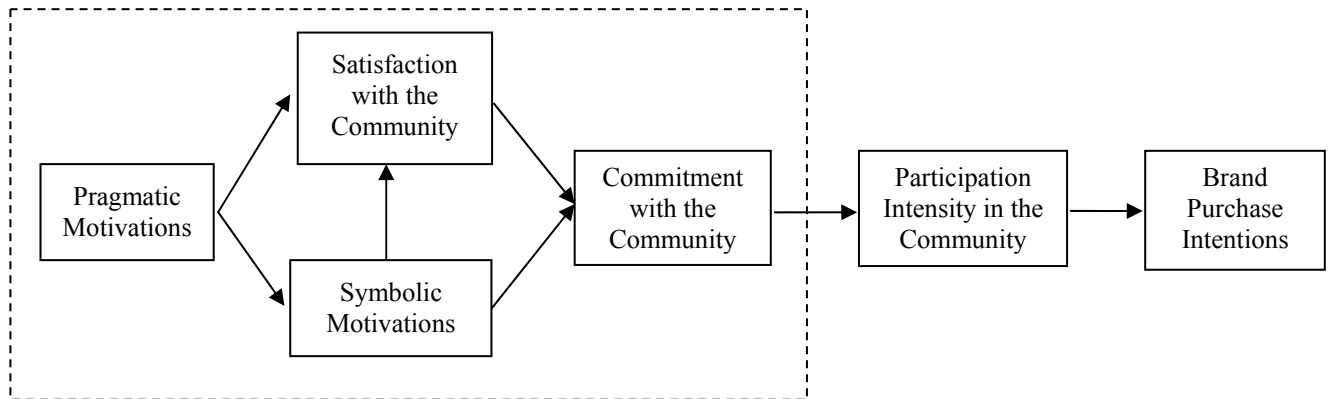 Satisfaction
with the
Community
Pragmatic
Motivations
Symbolic
Motivations
Commitment
with the
Community
Participation
Intensity in the
Community
Brand
Purchase
Intentions